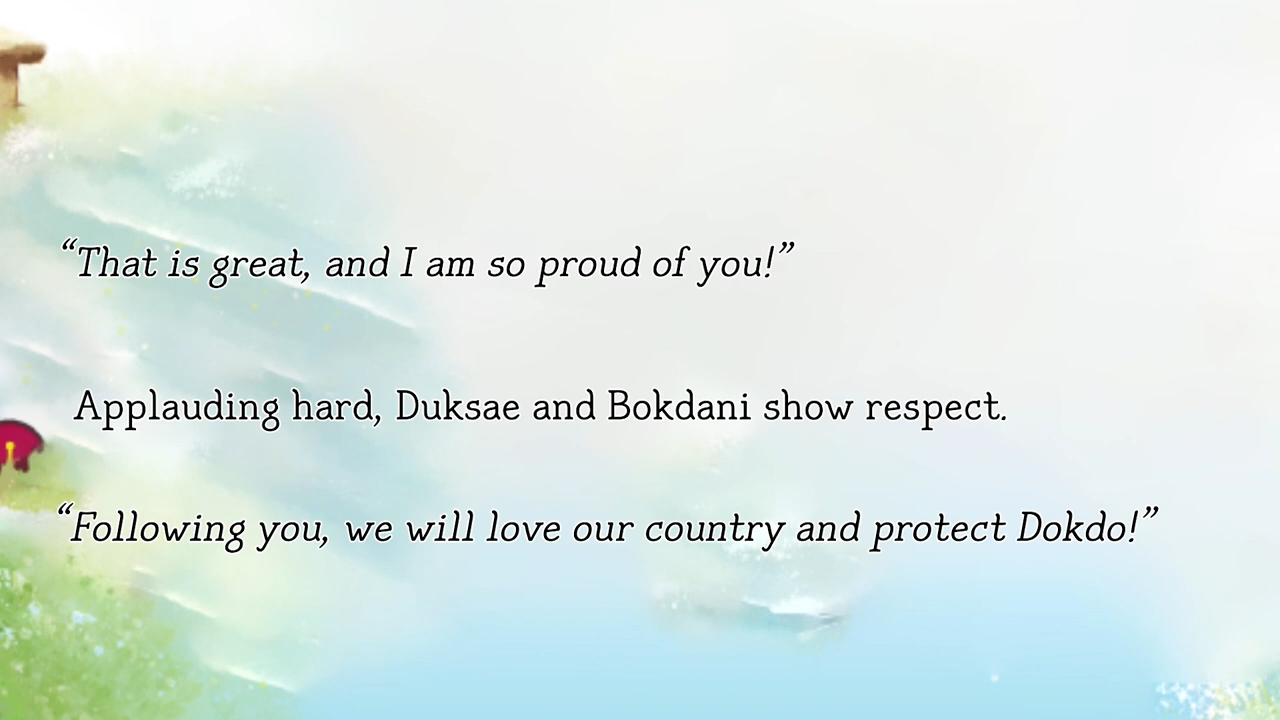 “That is great, and I am so proud of you!”
Applauding hard, Duksae and Bokdani show respect.
“Following you, we will love our country and protect Dokdo!”